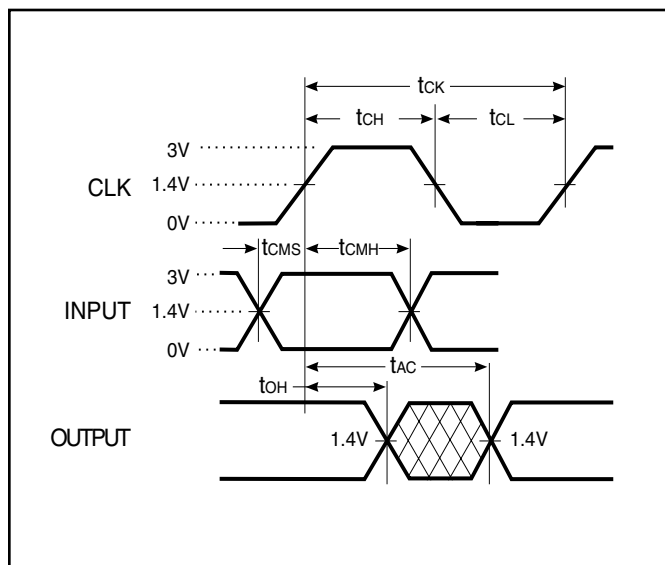 tCK
tCH tCL
3V
CLK 1.4V
0V
tCMS tCMH
3V
INPUT 1.4V
0V
tAC
tOH
OUTPUT 1.4V 1.4V